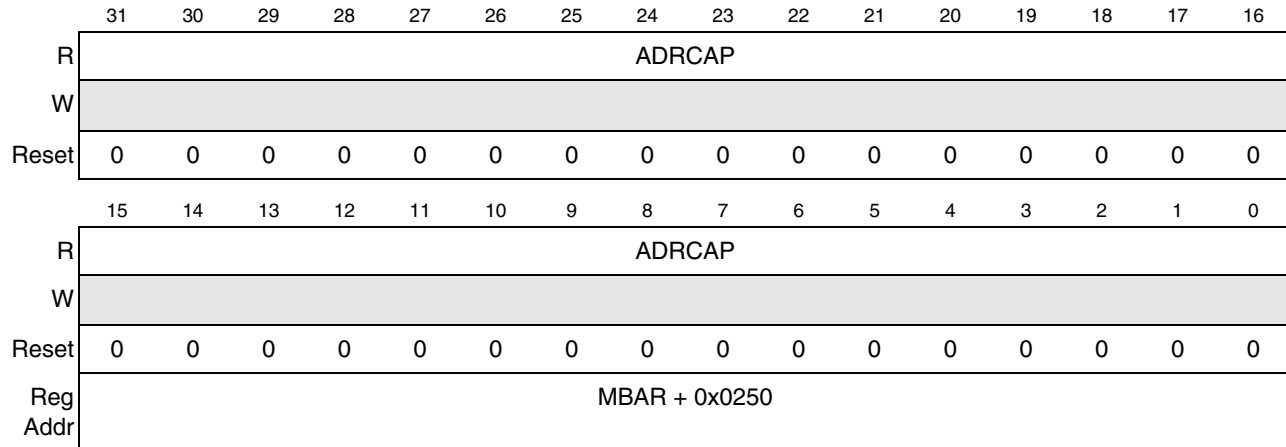 31 30 29 28 27 26 25 24 23 22 21 20 19 18 17 16
R ADRCAP
W
Reset 0 0 0 0 0 0 0 0 0 0 0 0 0 0 0 0
15 14 13 12 11 10 9 8 7 6 5 4 3 2 1 0
R ADRCAP
W
Reset 0 0 0 0 0 0 0 0 0 0 0 0 0 0 0 0
Reg MBAR + 0x0250
Addr